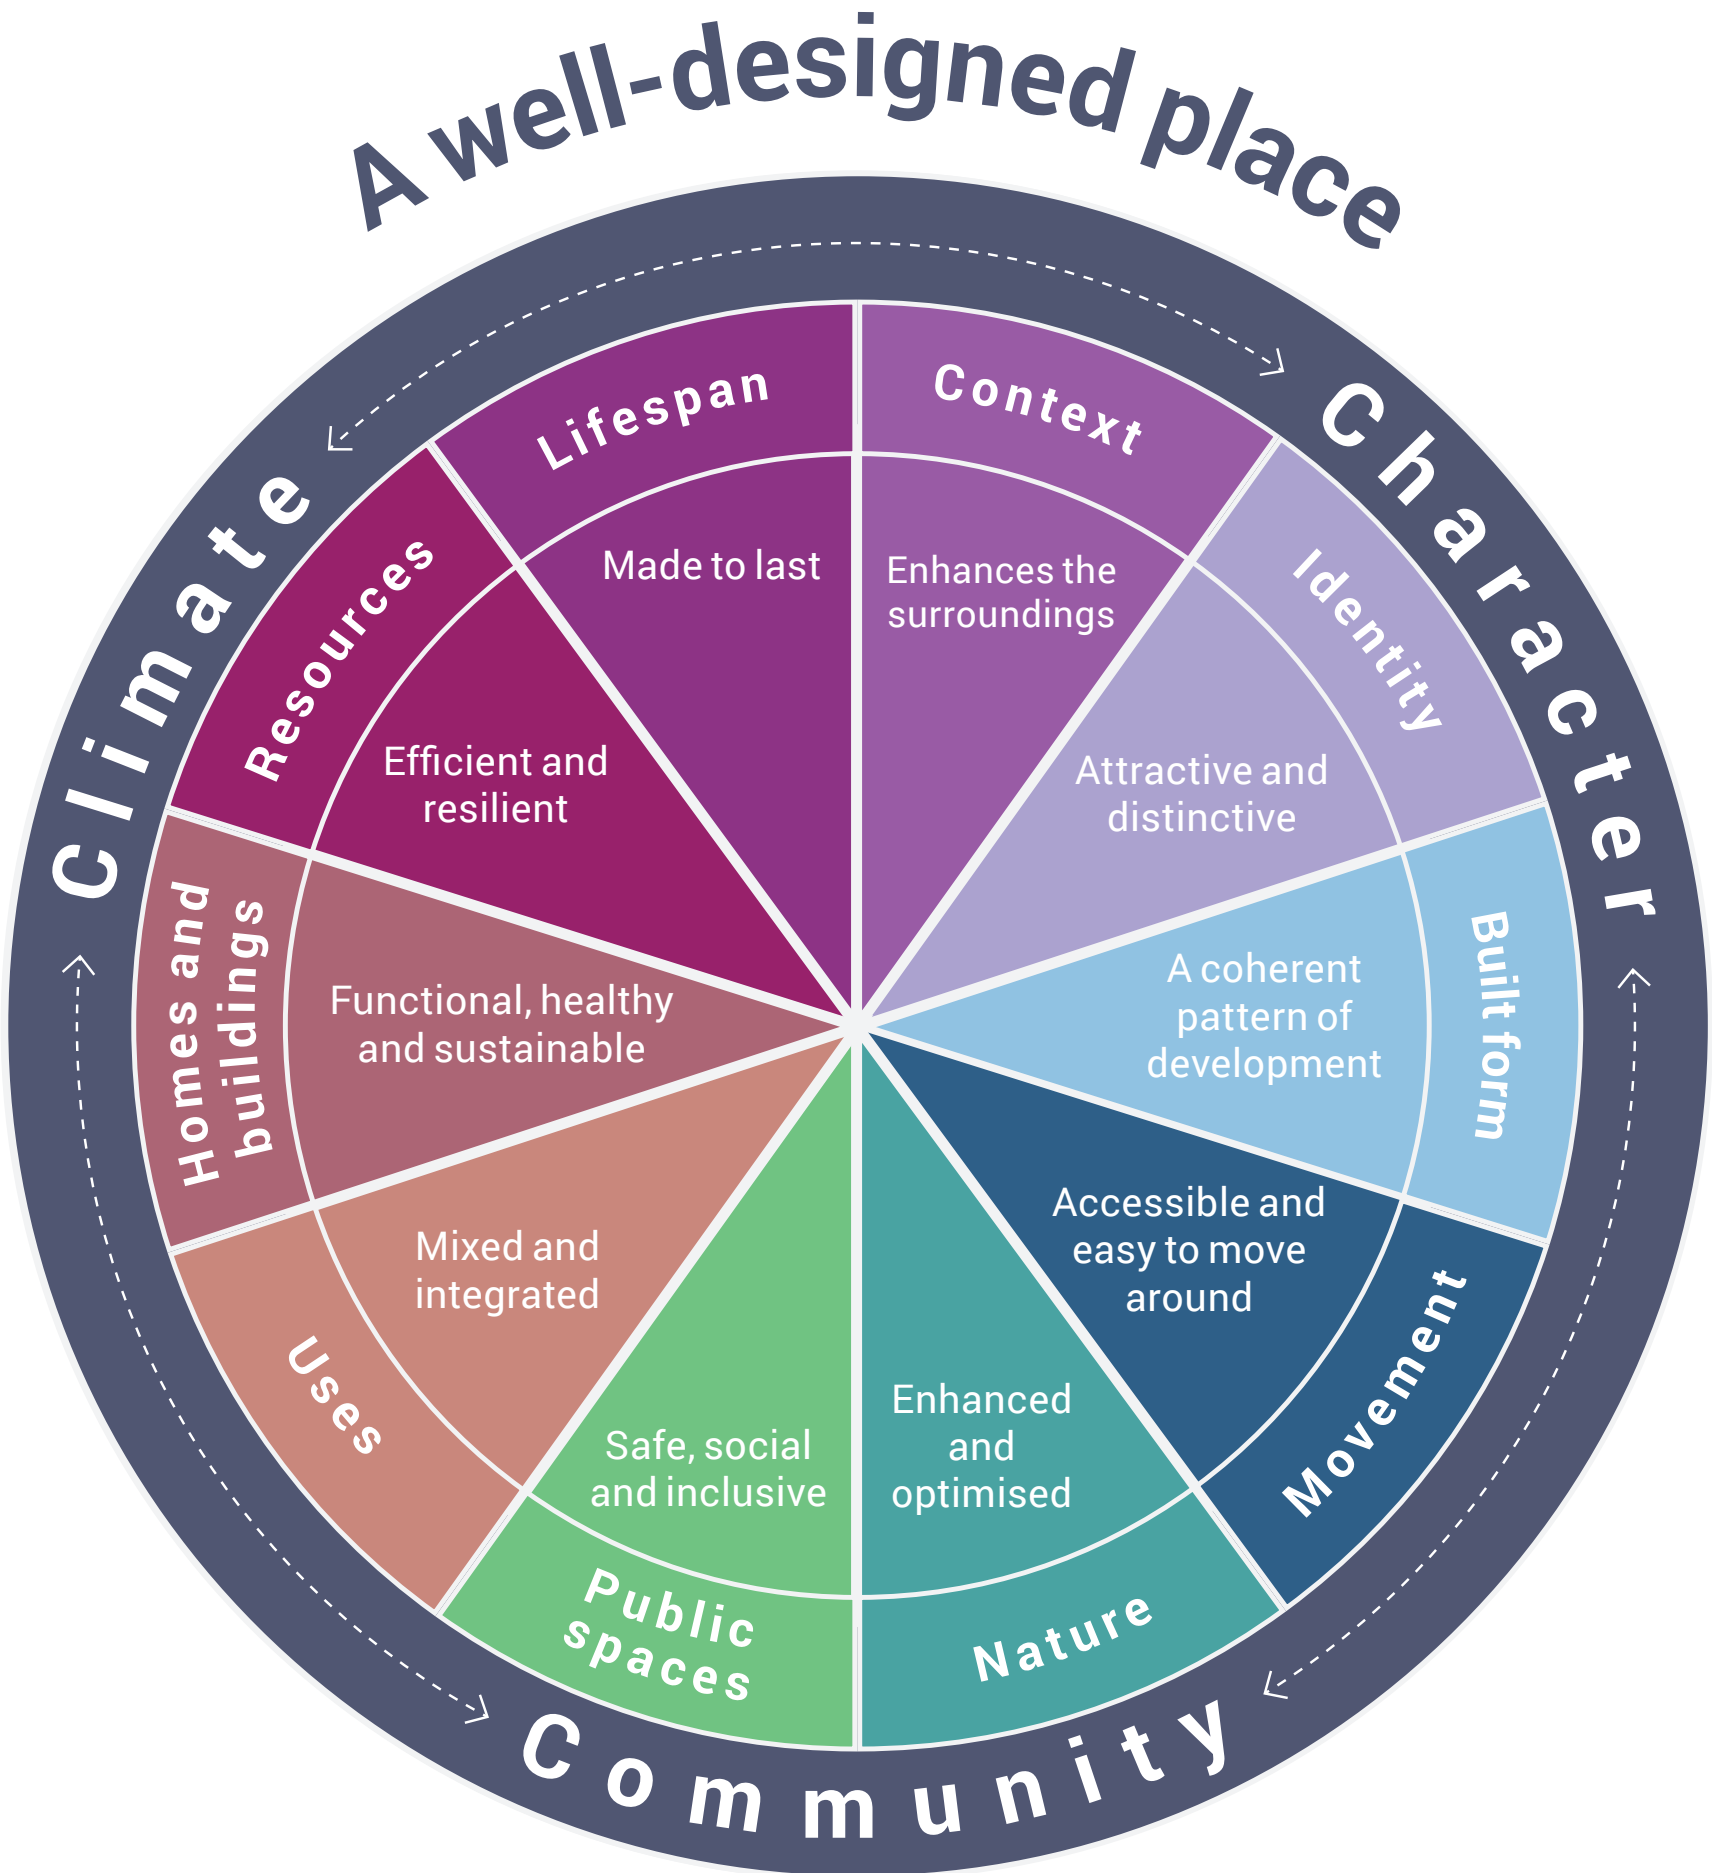 A well-designed place
Climate
Character
Community
Context
Enhances the
surroundings
Identity
Attractive and
distinctive
Built form
A coherent
pattern of
development
Movement
Accessible and
easy to move
around
Nature
Enhanced
and
optimised
Public
spaces
Safe, social
and inclusive
Uses
Mixed and
integrated
Homes and
buildings
Functional, healthy
and sustainable
Resources
Efficient and
resilient
Lifespan
Made to last